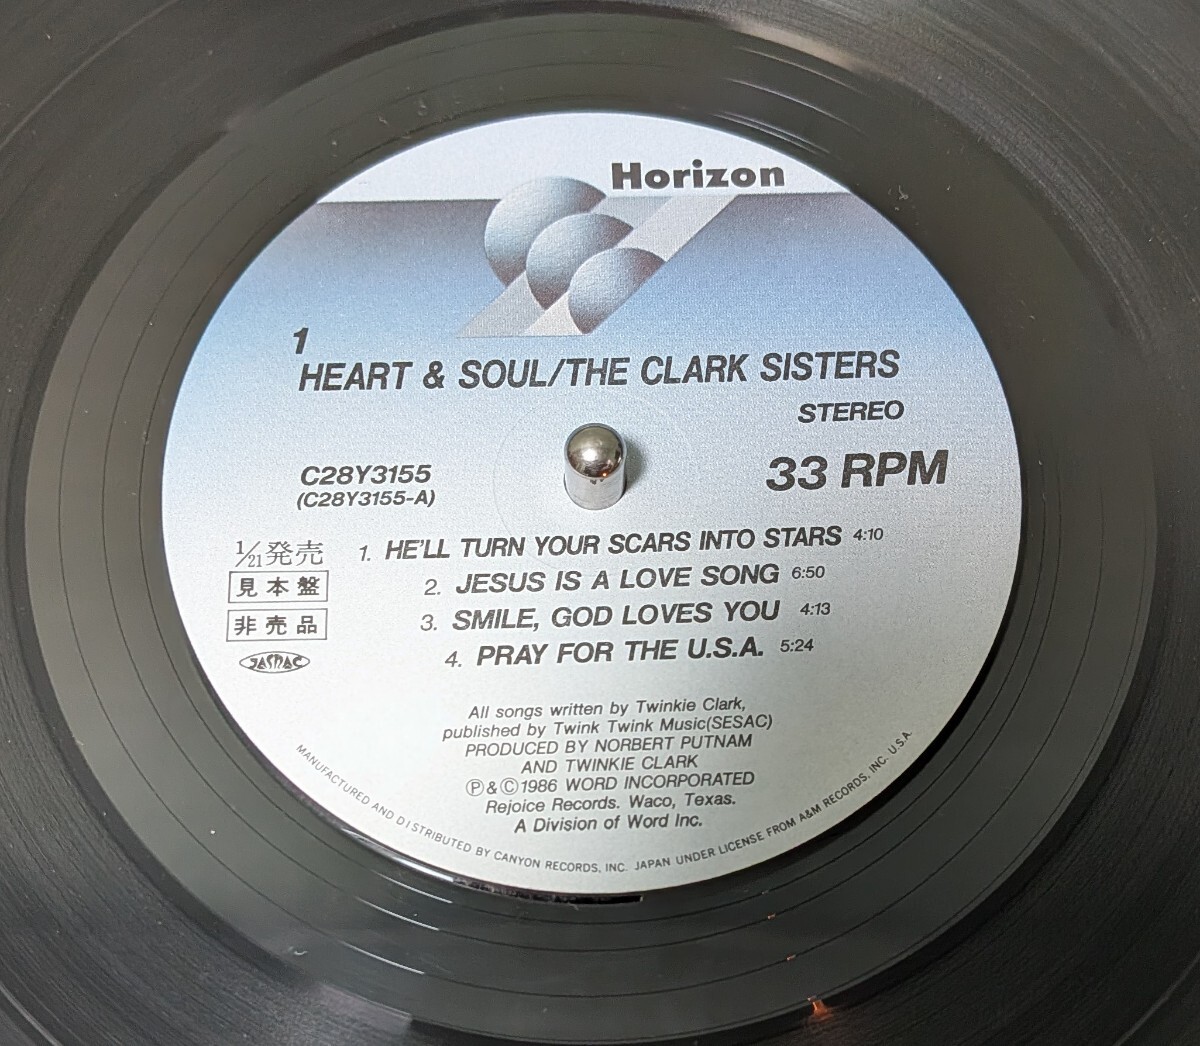 Horizon
1
HEART & SOUL/THE CLARK SISTERS
STEREO
C28Y3155
(C28Y3155-A)
33 RPM
1/21発売
見本盤
非売品
JASRAC
1. HE'LL TURN YOUR SCARS INTO STARS 4:10
2. JESUS IS A LOVE SONG 6:50
3. SMILE, GOD LOVES YOU 4:13
4. PRAY FOR THE U.S.A. 5:24
All songs written by Twinkie Clark,
published by Twink Twink Music(SESAC)
PRODUCED BY NORBERT PUTNAM
AND TWINKIE CLARK
Ⓟ&Ⓒ1986 WORD INCORPORATED
Rejoice Records. Waco, Texas.
A Division of Word Inc.
MANUFACTURED AND DISTRIBUTED BY CANYON RECORDS, INC. JAPAN UNDER LICENSE FROM A&M RECORDS, INC. U.S.A.